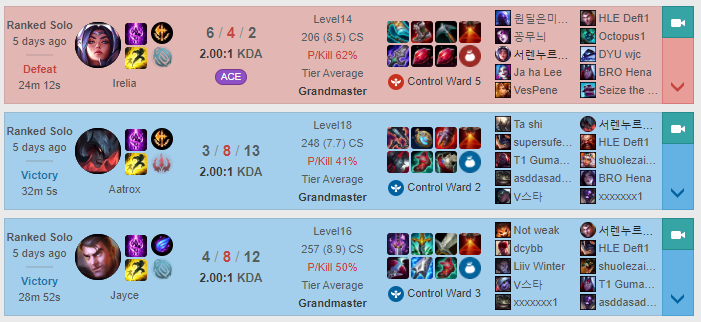 Ranked Solo
5 days ago
Defeat
24m 12s
Irelia
6 / 4 / 2
2.00:1 KDA
ACE
Level14
206 (8.5) CS
P/Kill 62%
Tier Average
Grandmaster
Control Ward 5
원딜은미...
꽁무늬
서렌누르...
Ja ha Lee
VesPene
HLE Deft1
Octopus1
DYU wjc
BRO Hena
Seize the ...
Ranked Solo
5 days ago
Victory
32m 5s
Aatrox
3 / 8 / 13
2.00:1 KDA
Level18
248 (7.7) CS
P/Kill 41%
Tier Average
Grandmaster
Control Ward 2
Ta shi
supersufe...
T1 Guma...
asddasad...
V스타
서렌누르...
HLE Deft1
shuolezai...
BRO Hena
xxxxxxx1
Ranked Solo
5 days ago
Victory
28m 52s
Jayce
4 / 8 / 12
2.00:1 KDA
Level16
257 (8.9) CS
P/Kill 50%
Tier Average
Grandmaster
Control Ward 3
Not weak
dcybb
Liiv Winter
V스타
xxxxxxx1
서렌누르...
HLE Deft1
shuolezai...
T1 Guma...
asddasad...